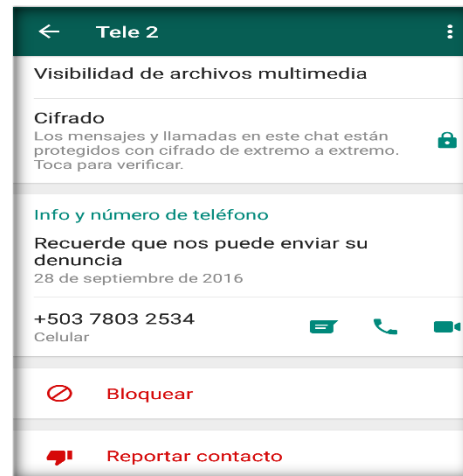 Tele 2
Visibilidad de archivos multimedia
Cifrado
Los mensajes y llamadas en este chat están
protegidos con cifrado de extremo a extremo.
Toca para verificar.
Info y número de teléfono
Recuerde que nos puede enviar su
denuncia
28 de septiembre de 2016
+503 7803 2534
Celular
Bloquear
Reportar contacto